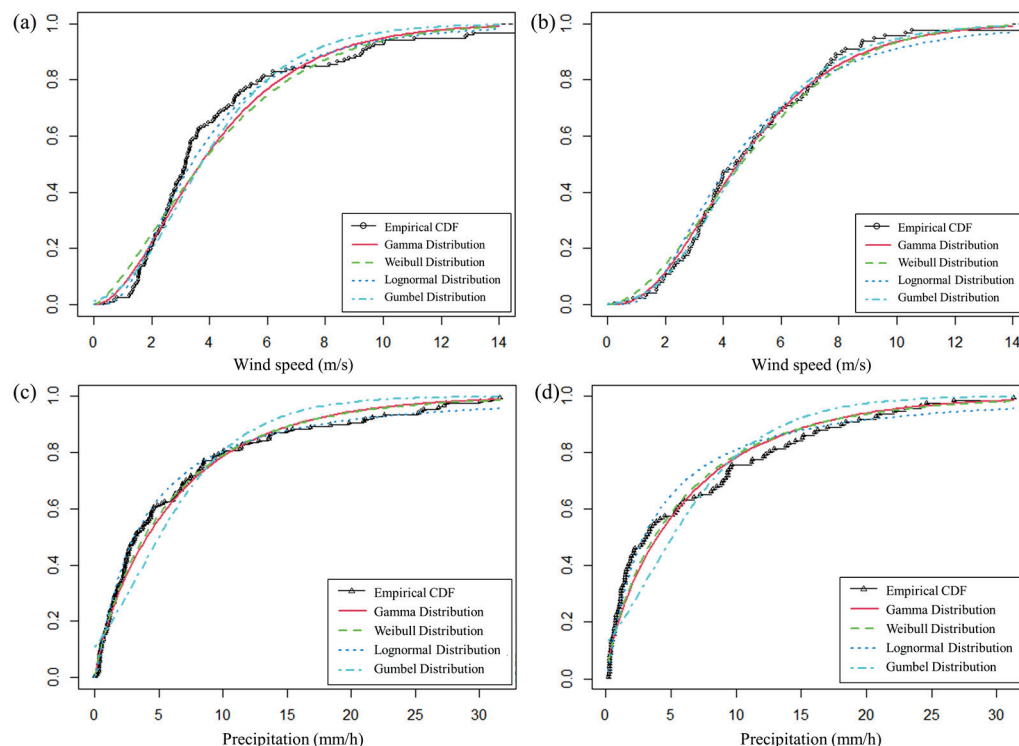 (a)
1.0
0.8
0.6
0.4
0.2
0.0
Empirical CDF
Gamma Distribution
Weibull Distribution
Lognormal Distribution
Gumbel Distribution
0 2 4 6 8 10 12 14
Wind speed (m/s)
(b)
1.0
0.8
0.6
0.4
0.2
0.0
Empirical CDF
Gamma Distribution
Weibull Distribution
Lognormal Distribution
Gumbel Distribution
0 2 4 6 8 10 12 14
Wind speed (m/s)
(c)
1.0
0.8
0.6
0.4
0.2
0.0
Empirical CDF
Gamma Distribution
Weibull Distribution
Lognormal Distribution
Gumbel Distribution
0 5 10 15 20 25 30
Precipitation (mm/h)
(d)
1.0
0.8
0.6
0.4
0.2
0.0
Empirical CDF
Gamma Distribution
Weibull Distribution
Lognormal Distribution
Gumbel Distribution
0 5 10 15 20 25 30
Precipitation (mm/h)